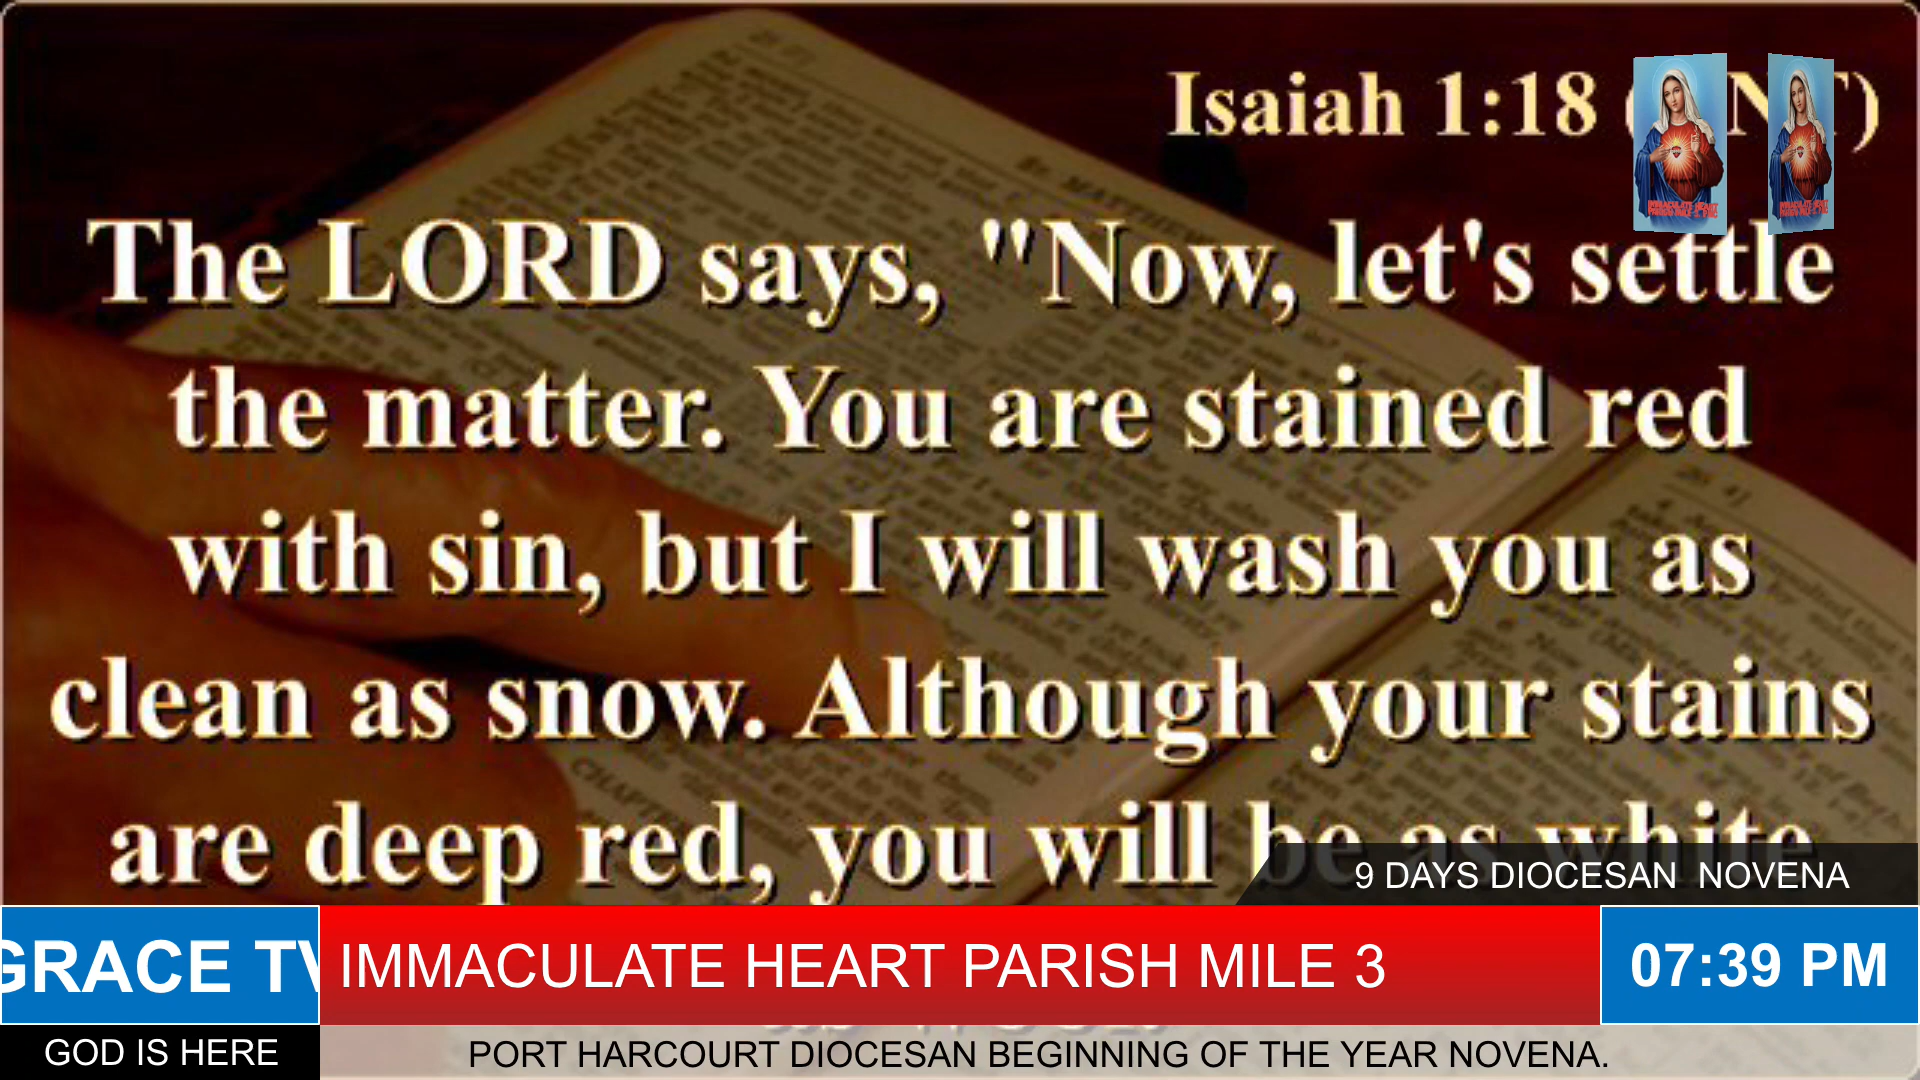 Isaiah 1:18
The LORD says, "Now, let's settle
the matter. You are stained red
with sin, but I will wash you as
clean as snow. Although your stains
are deep red, you will be as white
9 DAYS DIOCESAN NOVENA
GRACE TV
IMMACULATE HEART PARISH MILE 3
07:39 PM
GOD IS HERE
PORT HARCOURT DIOCESAN BEGINNING OF THE YEAR NOVENA.